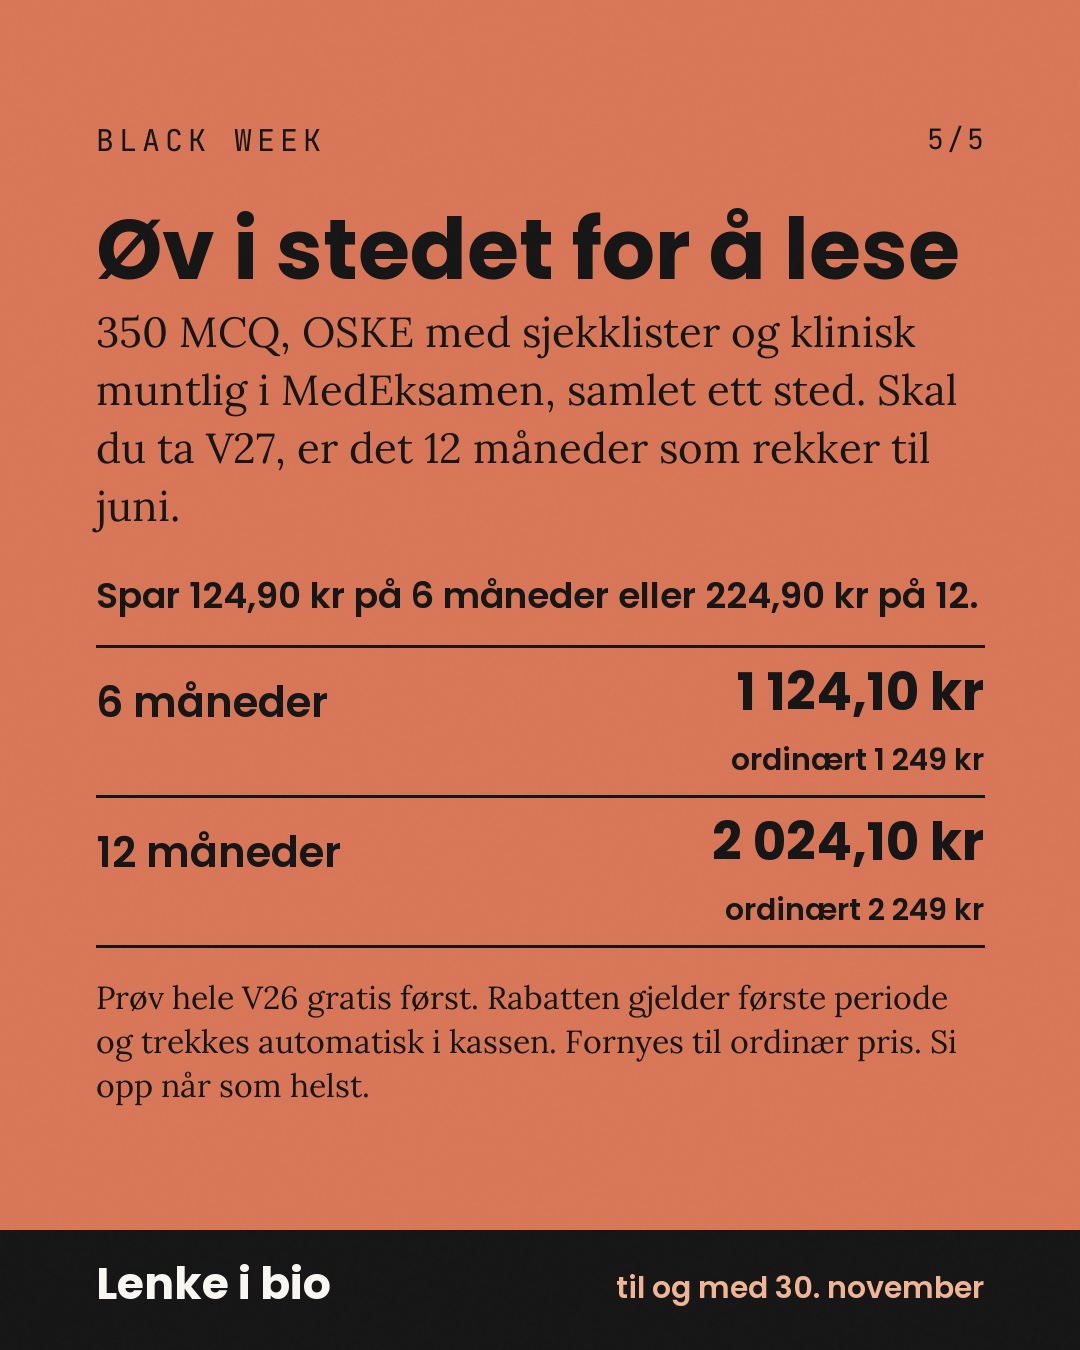 BLACK WEEK
5/5
Øv i stedet for å lese
350 MCQ, OSKE med sjekklister og klinisk
muntlig i MedEksamen, samlet ett sted. Skal
du ta V27, er det 12 måneder som rekker til
juni.
Spar 124,90 kr på 6 måneder eller 224,90 kr på 12.
6 måneder
1 124,10 kr
ordinært 1 249 kr
12 måneder
2 024,10 kr
ordinært 2 249 kr
Prøv hele V26 gratis først. Rabatten gjelder første periode
og trekkes automatisk i kassen. Fornyes til ordinær pris. Si
opp når som helst.
Lenke i bio
til og med 30. november